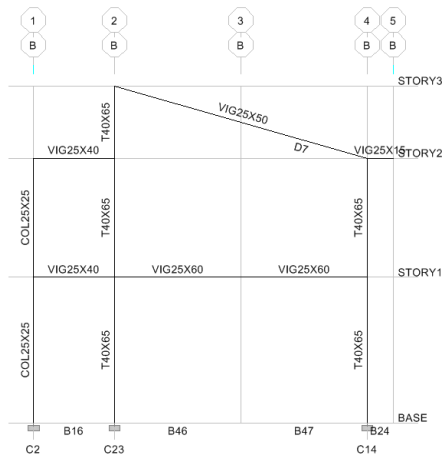 1 2 3 4 5
B B B B B
STORY3
T40X65
VIG25X50
D7
VIG25X40
VIG25X15
STORY2
COL25X25
T40X65
T40X65
VIG25X40 VIG25X60 VIG25X60
STORY1
COL25X25
T40X65
T40X65
BASE
B16 B46 B47 B24
C2 C23 C14